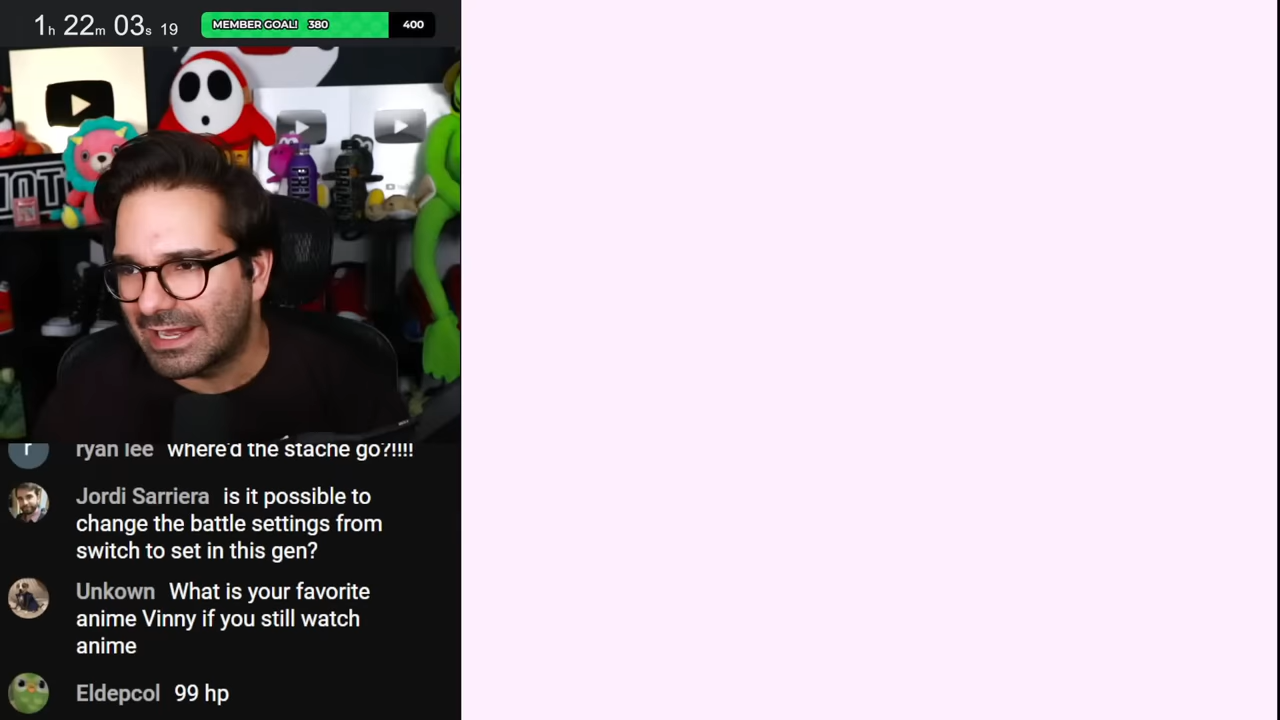 1h 22m 03s 19
MEMBER GOAL! 380 400
r ryan lee where'd the stache go?!!!!
Jordi Sarriera is it possible to
change the battle settings from
switch to set in this gen?
Unkown What is your favorite
anime Vinny if you still watch
anime
Eldepcol 99 hp